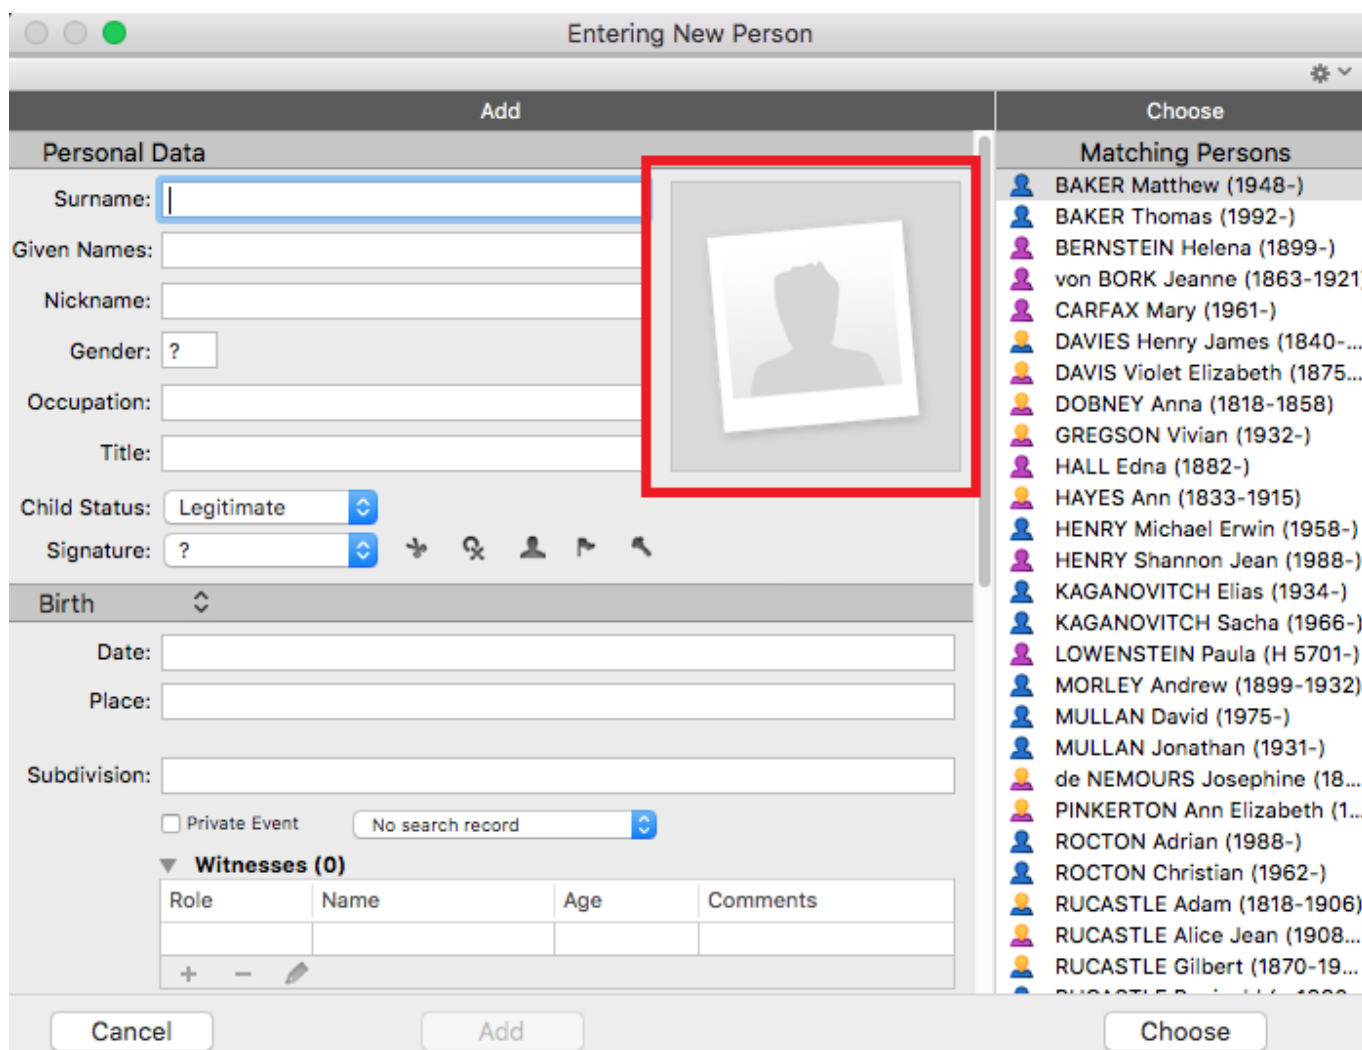 Entering New Person
Add
Personal Data
Surname:
Given Names:
Nickname:
Gender: ?
Occupation:
Title:
Child Status: Legitimate
Signature: ?
Birth
Date:
Place:
Subdivision:
Private Event No search record
Witnesses (0)
Role Name Age Comments
Cancel Add
Choose
Matching Persons
BAKER Matthew (1948-)
BAKER Thomas (1992-)
BERNSTEIN Helena (1899-)
von BORK Jeanne (1863-1921)
CARFAX Mary (1961-)
DAVIES Henry James (1840-...
DAVIS Violet Elizabeth (1875...
DOBNEY Anna (1818-1858)
GREGSON Vivian (1932-)
HALL Edna (1882-)
HAYES Ann (1833-1915)
HENRY Michael Erwin (1958-)
HENRY Shannon Jean (1988-)
KAGANOVITCH Elias (1934-)
KAGANOVITCH Sacha (1966-)
LOWENSTEIN Paula (H 5701-)
MORLEY Andrew (1899-1932)
MULLAN David (1975-)
MULLAN Jonathan (1931-)
de NEMOURS Josephine (18...
PINKERTON Ann Elizabeth (1...
ROCTON Adrian (1988-)
ROCTON Christian (1962-)
RUCASTLE Adam (1818-1906)
RUCASTLE Alice Jean (1908...
RUCASTLE Gilbert (1870-19...
Choose